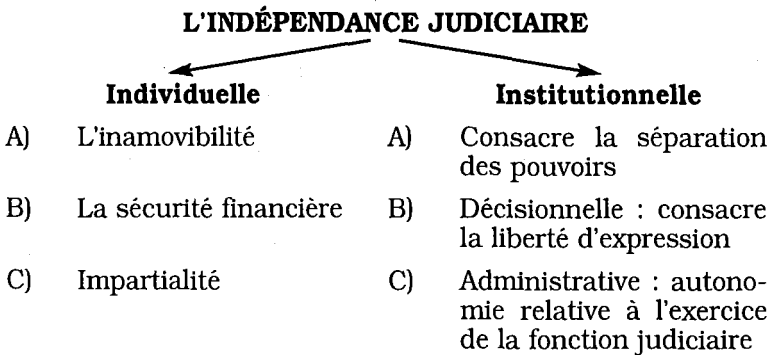 L'INDÉPENDANCE JUDICIAIRE
Individuelle
A) L'inamovibilité
B) La sécurité financière
C) Impartialité
Institutionnelle
A) Consacre la séparation
des pouvoirs
B) Décisionnelle : consacre
la liberté d'expression
C) Administrative : autono-
mie relative à l'exercice
de la fonction judiciaire